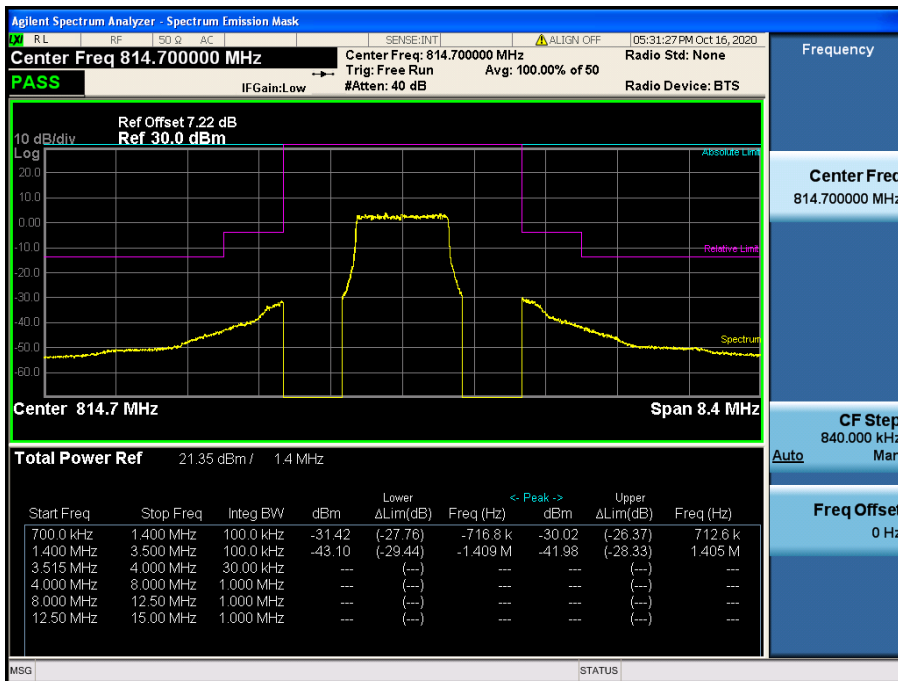 Agilent Spectrum Analyzer - Spectrum Emission Mask
LXI RL RF 50 Ω AC SENSE:INT ALIGN OFF 05:31:27 PM Oct 16, 2020
Center Freq 814.700000 MHz Center Freq: 814.700000 MHz Radio Std: None
Trig: Free Run Avg: 100.00% of 50
PASS IFGain:Low #Atten: 40 dB Radio Device: BTS
Ref Offset 7.22 dB
10 dB/div Ref 30.0 dBm
Log
Absolute Limit
20.0
10.0
0.00
-10.0
Relative Limit
-20.0
-30.0
-40.0
-50.0
Spectrum
-60.0
Center 814.7 MHz Span 8.4 MHz
Total Power Ref 21.35 dBm / 1.4 MHz
Lower <- Peak -> Upper
Start Freq Stop Freq Integ BW dBm ΔLim(dB) Freq (Hz) dBm ΔLim(dB) Freq (Hz)
700.0 kHz 1.400 MHz 100.0 kHz -31.42 (-27.76) -716.8 k -30.02 (-26.37) 712.6 k
1.400 MHz 3.500 MHz 100.0 kHz -43.10 (-29.44) -1.409 M -41.98 (-28.33) 1.405 M
3.515 MHz 4.000 MHz 30.00 kHz --- (---) --- --- (---) ---
4.000 MHz 8.000 MHz 1.000 MHz --- (---) --- --- (---) ---
8.000 MHz 12.50 MHz 1.000 MHz --- (---) --- --- (---) ---
12.50 MHz 15.00 MHz 1.000 MHz --- (---) --- --- (---) ---
MSG STATUS
Frequency
Center Freq
814.700000 MHz
CF Step
840.000 kHz
Auto Man
Freq Offset
0 Hz